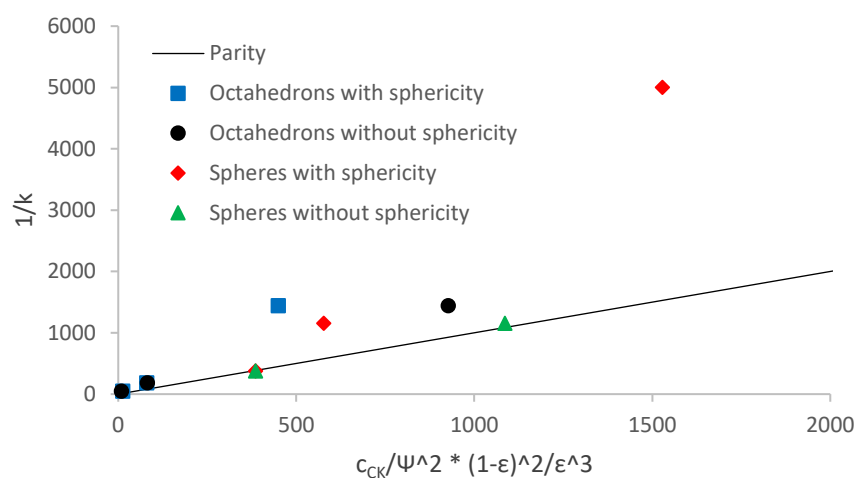 6000
5000
4000
3000
2000
1000
0
1/k
Parity
Octahedrons with sphericity
Octahedrons without sphericity
Spheres with sphericity
Spheres without sphericity
0 500 1000 1500 2000
c_CK/Ψ^2 * (1-ε)^2/ε^3